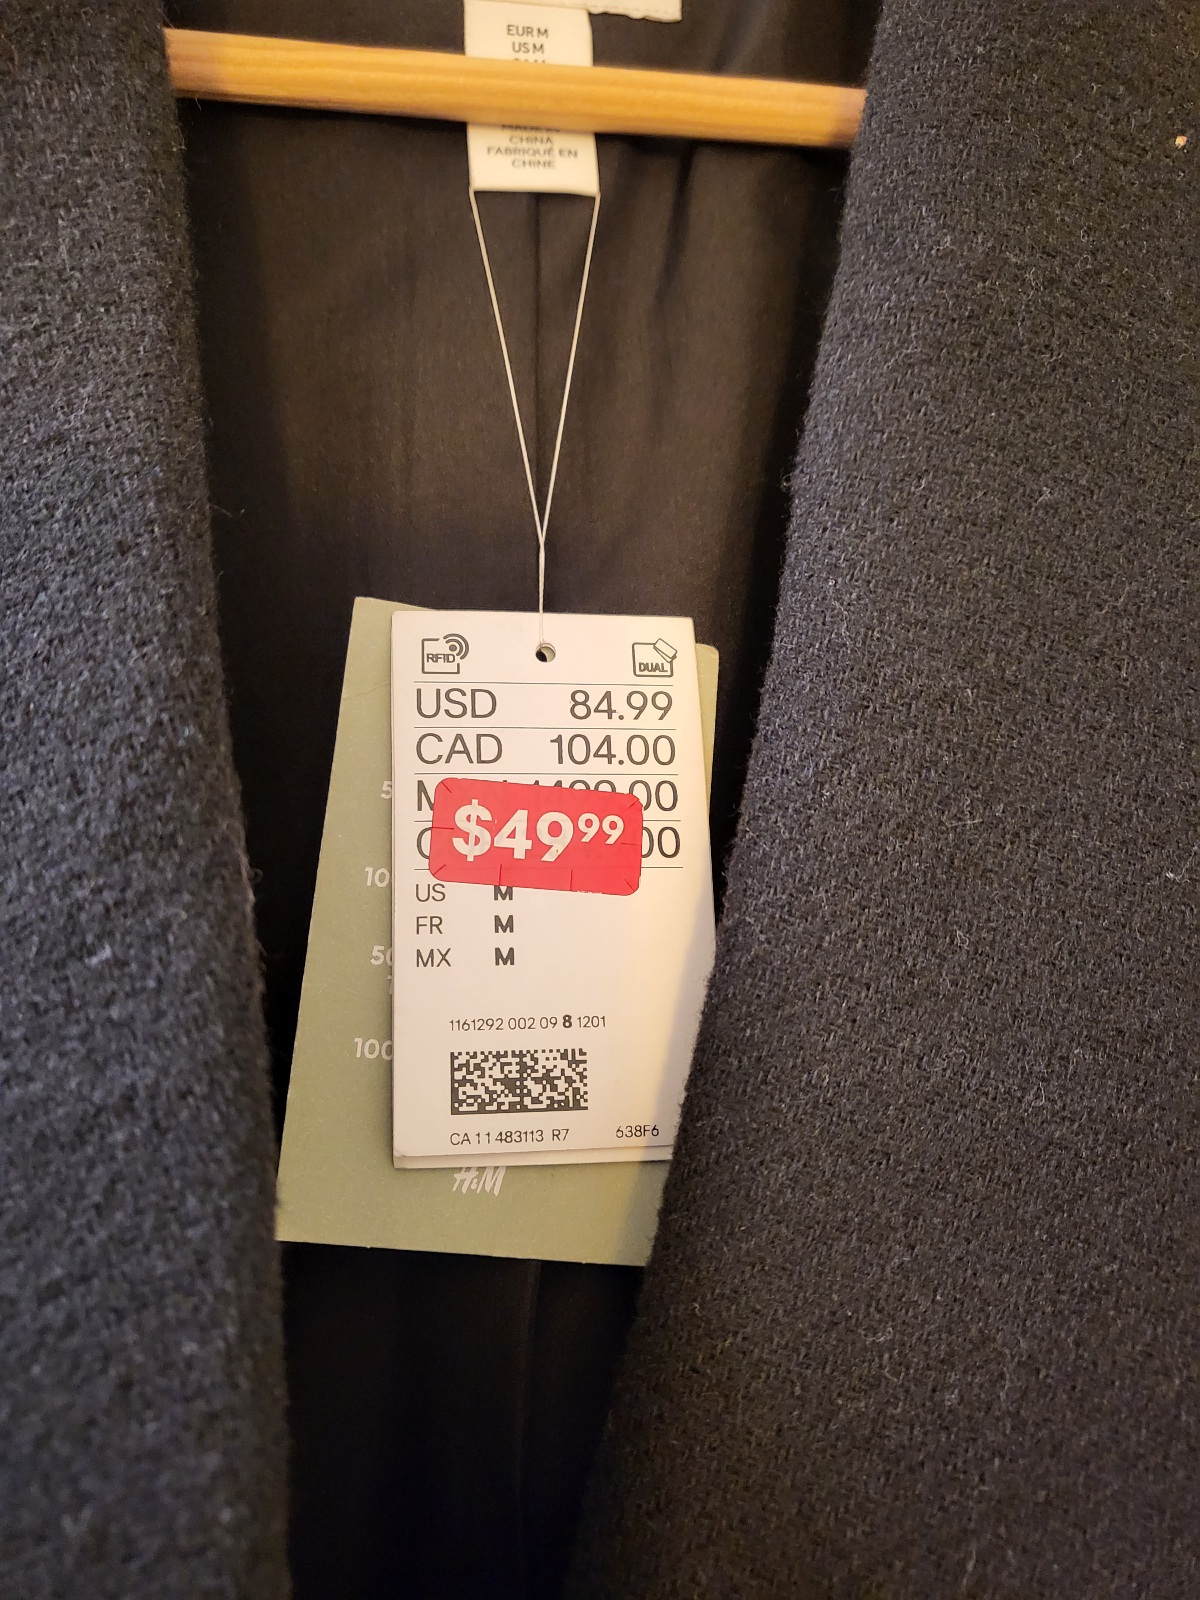 EUR M
US M
CHINA
FABRIQUÉ EN
CHINE
RFID
DUAL
USD 84.99
CAD 104.00
$49.99
US M
FR M
MX M
1161292 002 09 8 1201
CA 11 483113 R7 638F6
H&M